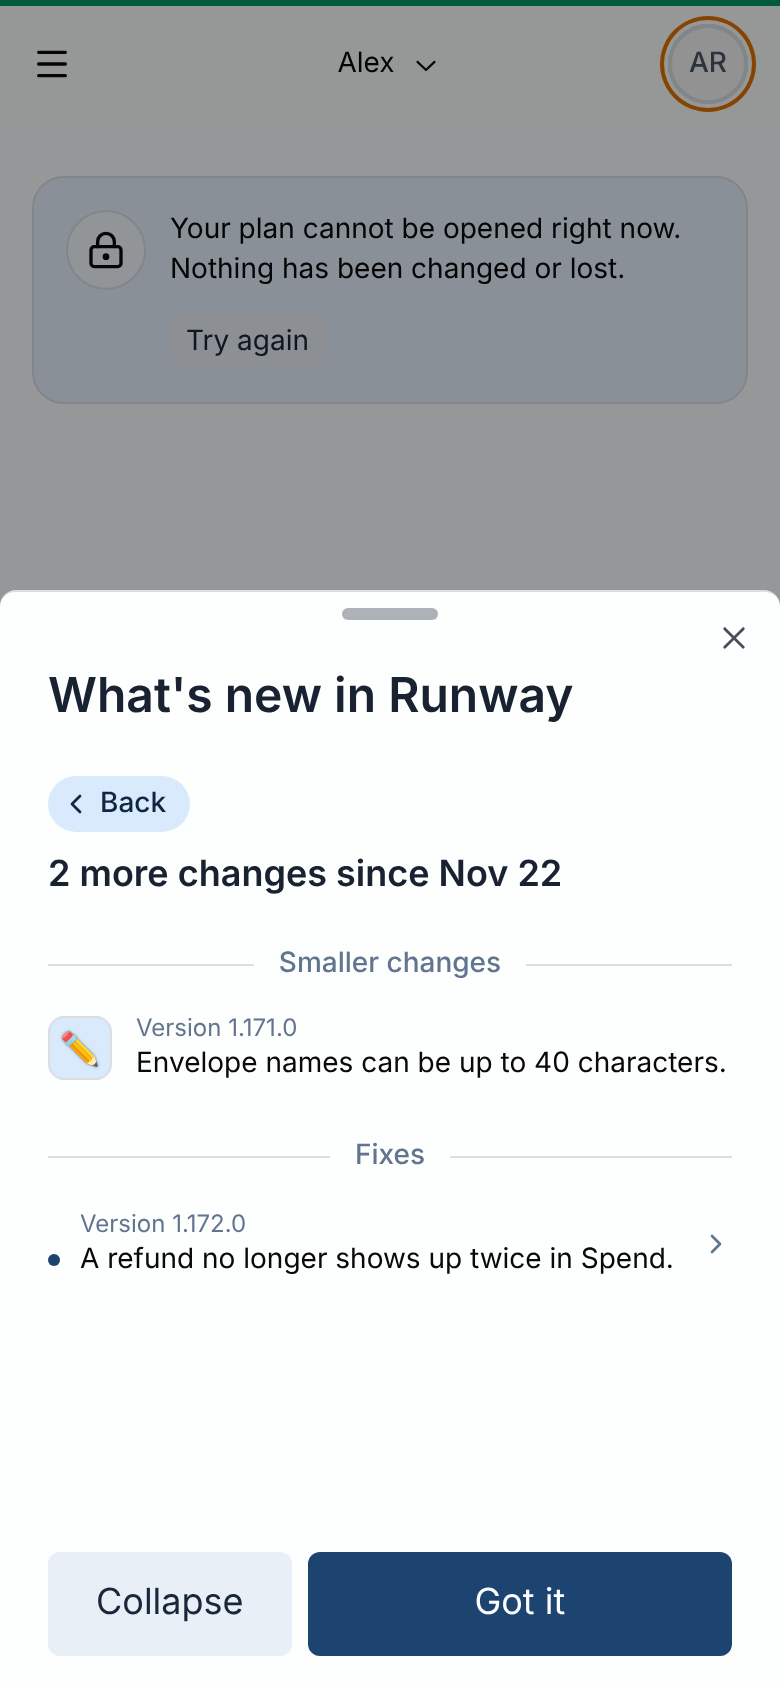 Alex
AR
Your plan cannot be opened right now.
Nothing has been changed or lost.
Try again
What's new in Runway
Back
2 more changes since Nov 22
Smaller changes
Version 1.171.0
Envelope names can be up to 40 characters.
Fixes
Version 1.172.0
A refund no longer shows up twice in Spend.
Collapse
Got it